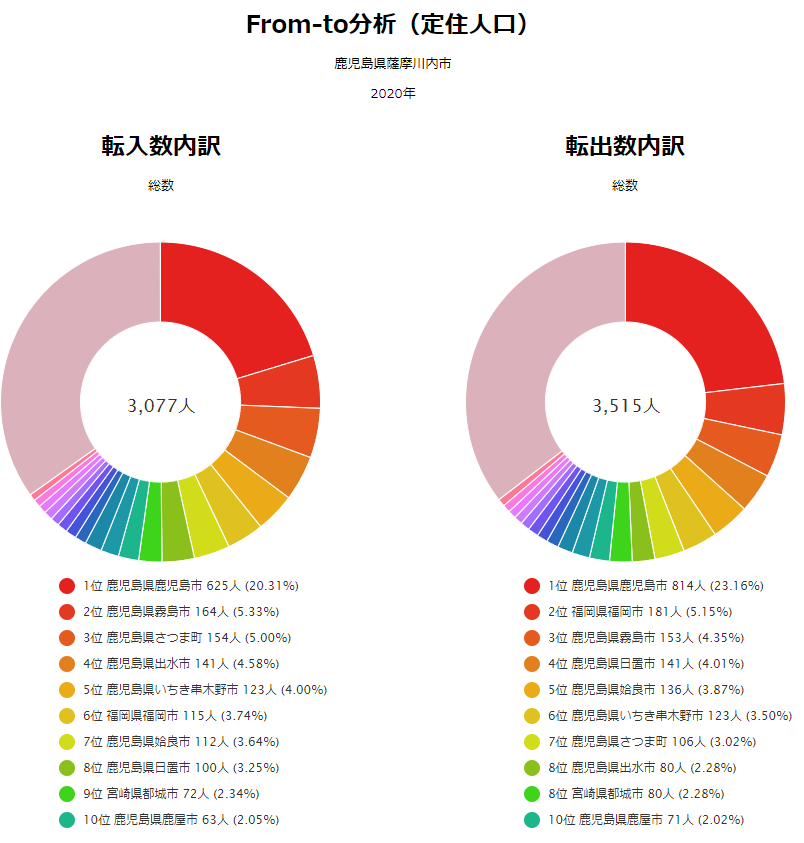 From-to分析（定住人口）
鹿児島県薩摩川内市
2020年
転入数内訳
総数
3,077人
1位 鹿児島県鹿児島市 625人 (20.31%)
2位 鹿児島県霧島市 164人 (5.33%)
3位 鹿児島県さつま町 154人 (5.00%)
4位 鹿児島県出水市 141人 (4.58%)
5位 鹿児島県いちき串木野市 123人 (4.00%)
6位 福岡県福岡市 115人 (3.74%)
7位 鹿児島県姶良市 112人 (3.64%)
8位 鹿児島県日置市 100人 (3.25%)
9位 宮崎県都城市 72人 (2.34%)
10位 鹿児島県鹿屋市 63人 (2.05%)
転出数内訳
総数
3,515人
1位 鹿児島県鹿児島市 814人 (23.16%)
2位 福岡県福岡市 181人 (5.15%)
3位 鹿児島県霧島市 153人 (4.35%)
4位 鹿児島県日置市 141人 (4.01%)
5位 鹿児島県姶良市 136人 (3.87%)
6位 鹿児島県いちき串木野市 123人 (3.50%)
7位 鹿児島県さつま町 106人 (3.02%)
8位 鹿児島県出水市 80人 (2.28%)
8位 宮崎県都城市 80人 (2.28%)
10位 鹿児島県鹿屋市 71人 (2.02%)